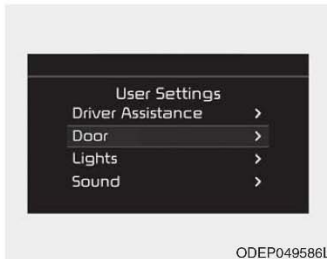 User Settings
Driver Assistance >
Door >
Lights >
Sound >
ODEP049586L